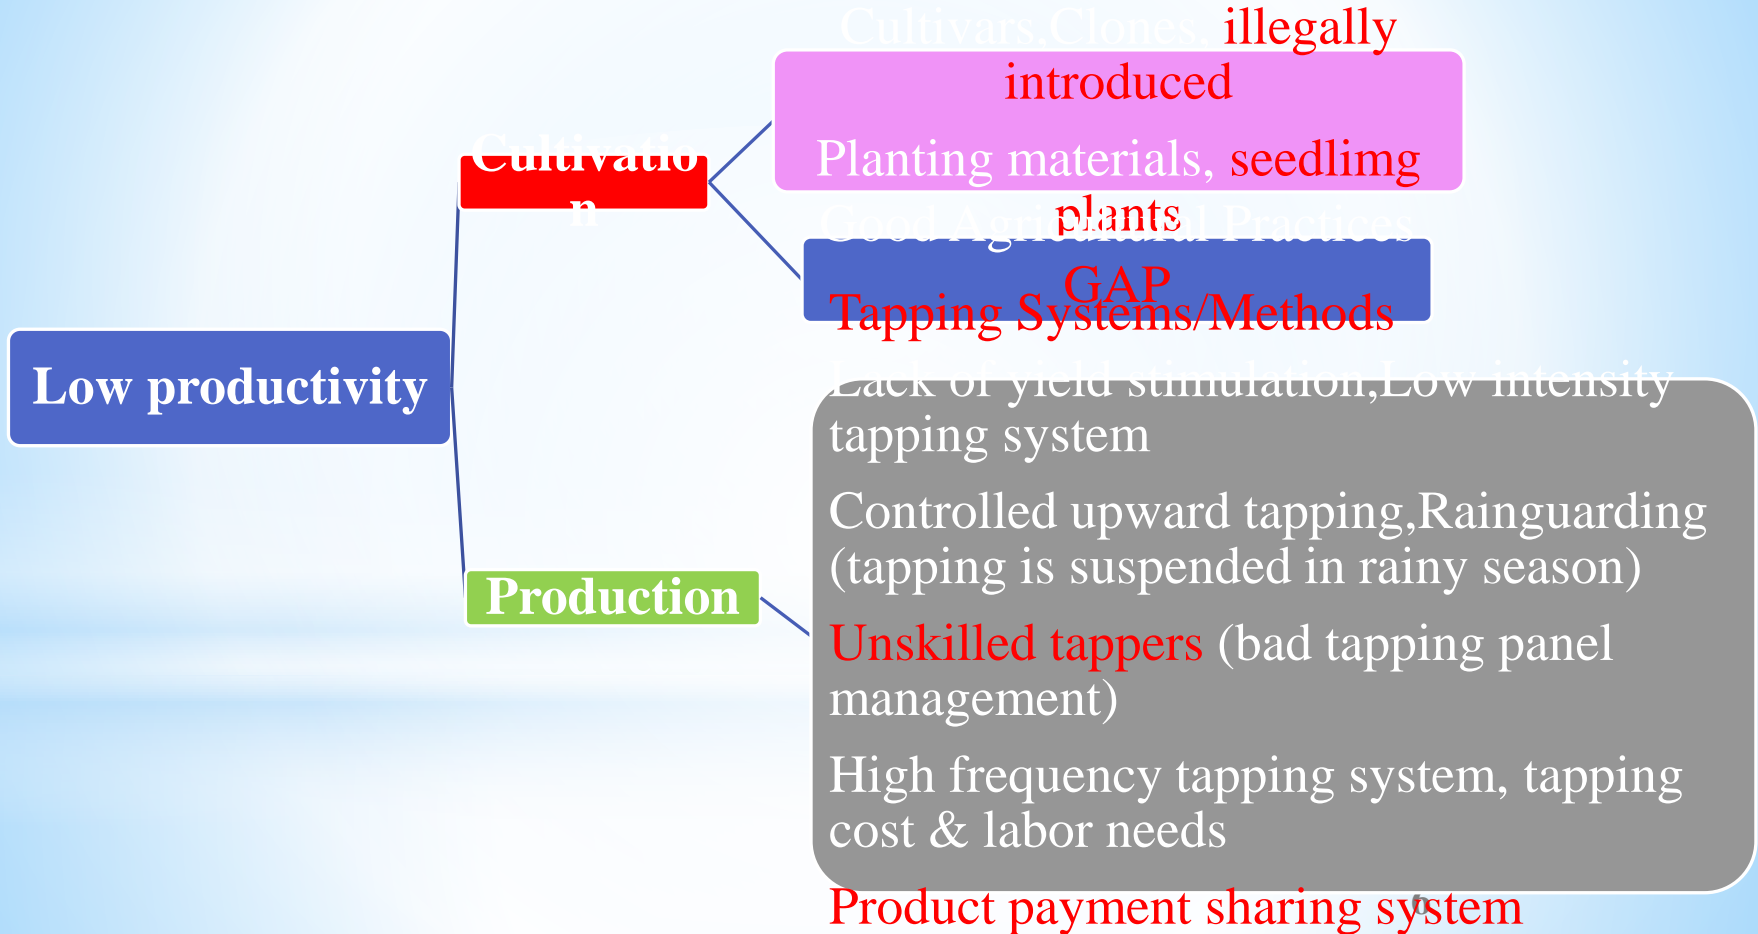 Cultivars,Clones, illegally
introduced
Planting materials, seedlimg
plants
Good Agricultural Practices
GAP
Cultivatio
n
Low productivity
Production
Tapping Systems/Methods
Lack of yield stimulation,Low intensity
tapping system
Controlled upward tapping,Rainguarding
(tapping is suspended in rainy season)
Unskilled tappers (bad tapping panel
management)
High frequency tapping system, tapping
cost & labor needs
Product payment sharing system
6